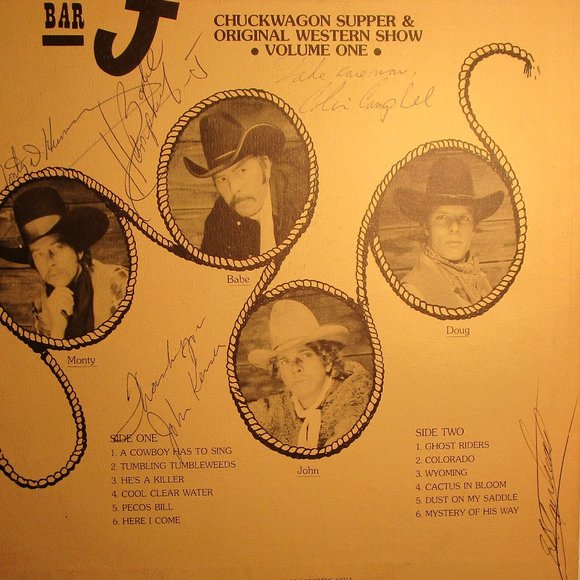 BAR J
CHUCKWAGON SUPPER &
ORIGINAL WESTERN SHOW
• VOLUME ONE •
Take care now,
Babe
Doug
Monty
Thank you
John
John
SIDE ONE
1. A COWBOY HAS TO SING
2. TUMBLING TUMBLEWEEDS
3. HE'S A KILLER
4. COOL CLEAR WATER
5. PECOS BILL
6. HERE I COME
SIDE TWO
1. GHOST RIDERS
2. COLORADO
3. WYOMING
4. CACTUS IN BLOOM
5. DUST ON MY SADDLE
6. MYSTERY OF HIS WAY